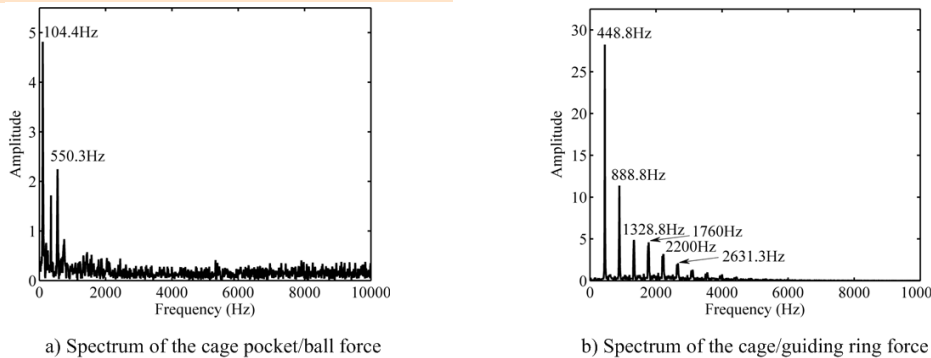 5
4
3
2
1
0
Amplitude
104.4Hz
550.3Hz
0 2000 4000 6000 8000 10000
Frequency (Hz)
a) Spectrum of the cage pocket/ball force
30
25
20
15
10
5
0
Amplitude
448.8Hz
888.8Hz
1328.8Hz 1760Hz
2200Hz
2631.3Hz
0 2000 4000 6000 8000 1000
Frequency (Hz)
b) Spectrum of the cage/guiding ring force